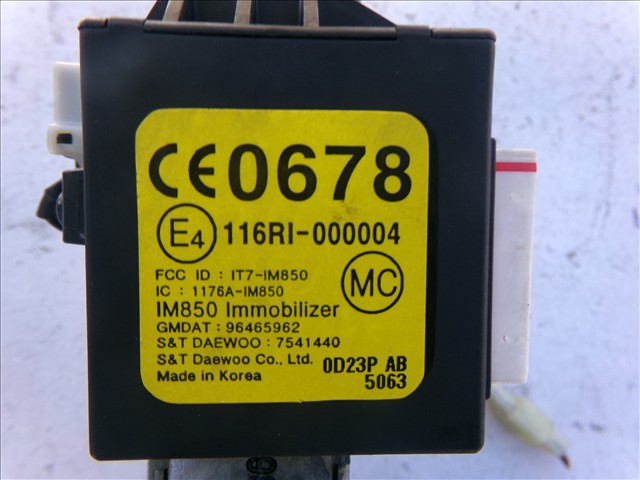 CE0678
E4 116RI-000004
FCC ID : IT7-IM850
IC : 1176A-IM850
MC
IM850 Immobilizer
GMDAT : 96465962
S&T DAEWOO : 7541440
S&T Daewoo Co., Ltd.
Made in Korea
0D23P AB
5063